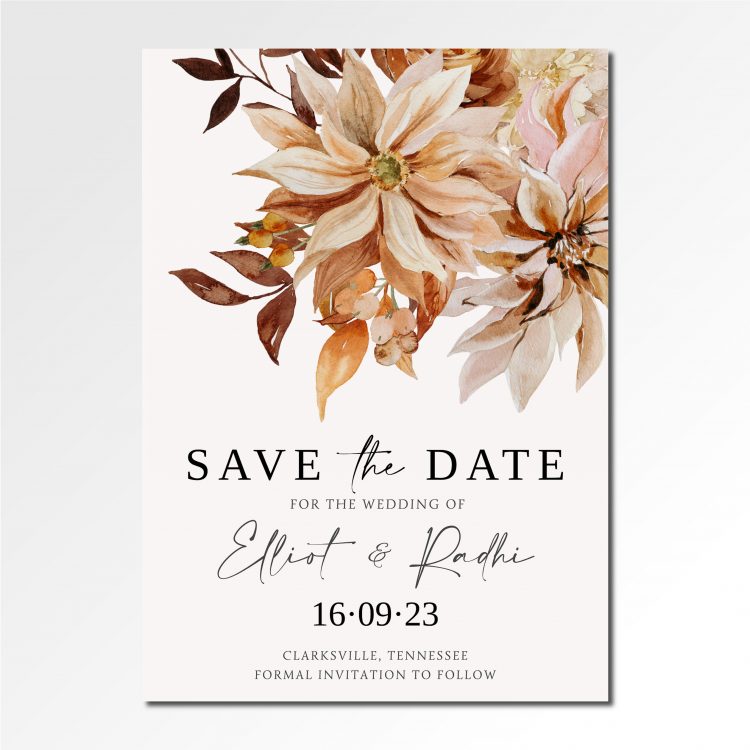 SAVE the DATE
FOR THE WEDDING OF
Elliot & Radhi
16·09·23
CLARKSVILLE, TENNESSEE
FORMAL INVITATION TO FOLLOW